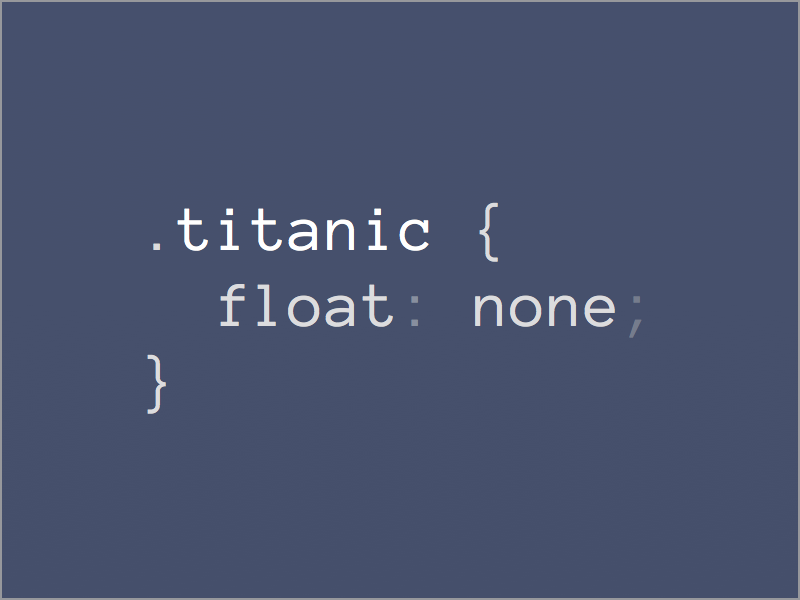 .titanic {
  float: none;
}